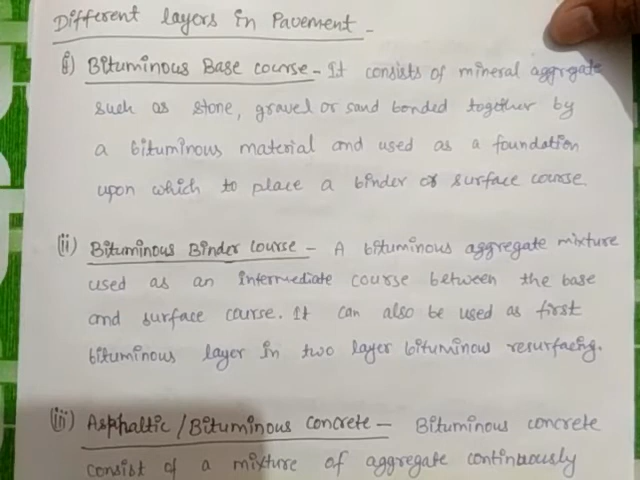 Different layers in Pavement -
i) Bituminous Base course - It consists of mineral aggregate
such as stone, gravel or sand bonded together by
a bituminous material and used as a foundation
upon which to place a binder or surface course.
(ii) Bituminous Binder course - A bituminous aggregate mixture
used as an intermediate course between the base
and surface course. It can also be used as first
bituminous layer in two layer bituminous resurfacing.
(iii) Asphaltic / Bituminous concrete - Bituminous concrete
consist of a mixture of aggregate continuously